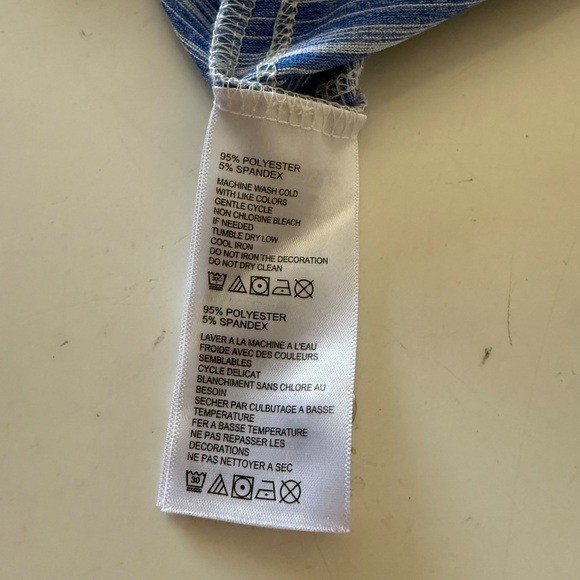 95% POLYESTER
5% SPANDEX
MACHINE WASH COLD
WITH LIKE COLORS
GENTLE CYCLE
NON CHLORINE BLEACH
IF NEEDED
TUMBLE DRY LOW
COOL IRON
DO NOT IRON THE DECORATION
DO NOT DRY CLEAN
30
95% POLYESTER
5% SPANDEX
LAVER A LA MACHINE A L'EAU
FROIDE AVEC DES COULEURS
SEMBLABLES
CYCLE DELICAT
BLANCHIMENT SANS CHLORE AU
BESOIN
SECHER PAR CULBUTAGE A BASSE
TEMPERATURE
FER A BASSE TEMPERATURE
NE PAS REPASSER LES
DECORATIONS
NE PAS NETTOYER A SEC
30